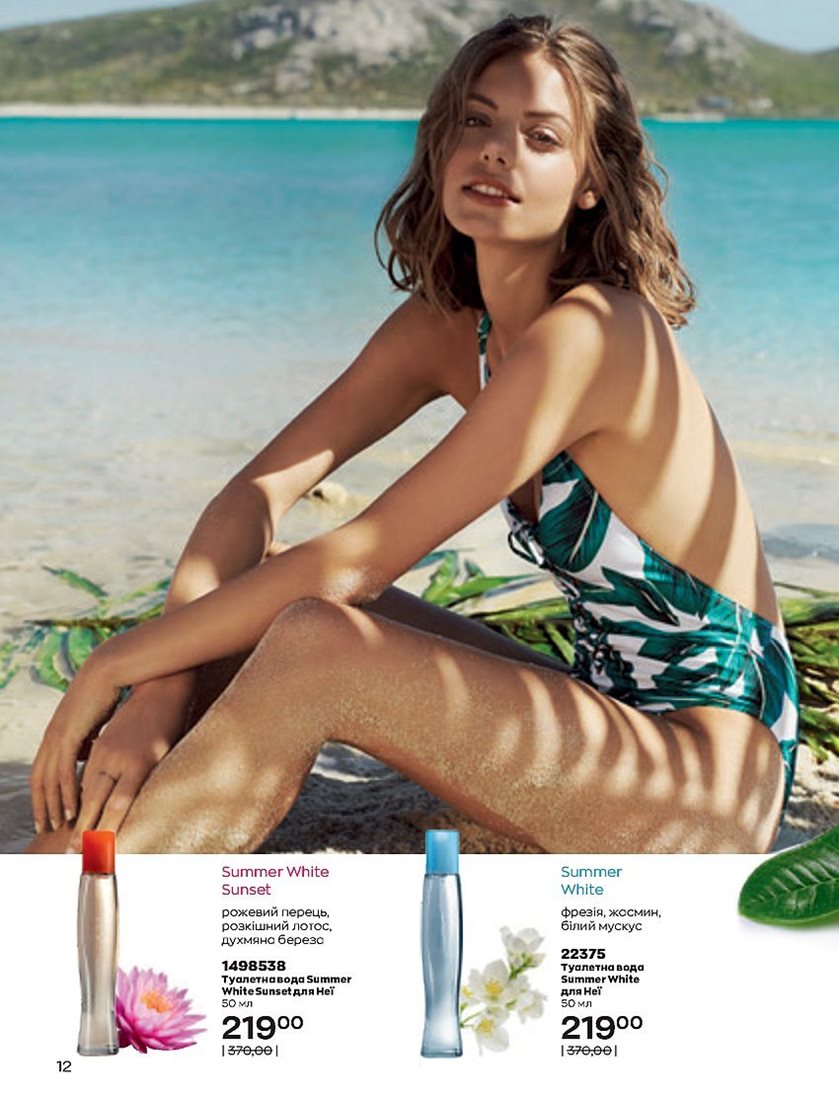 Summer White
Sunset
рожевий перець,
розкішний лотос,
духмяна береза
1498538
Туалетна вода Summer
White Sunset для Неї
50 мл
219⁰⁰
| 370,00 |
Summer
White
фрезія, жасмин,
білий мускус
22375
Туалетна вода
Summer White
для Неї
50 мл
219⁰⁰
| 370,00 |
12